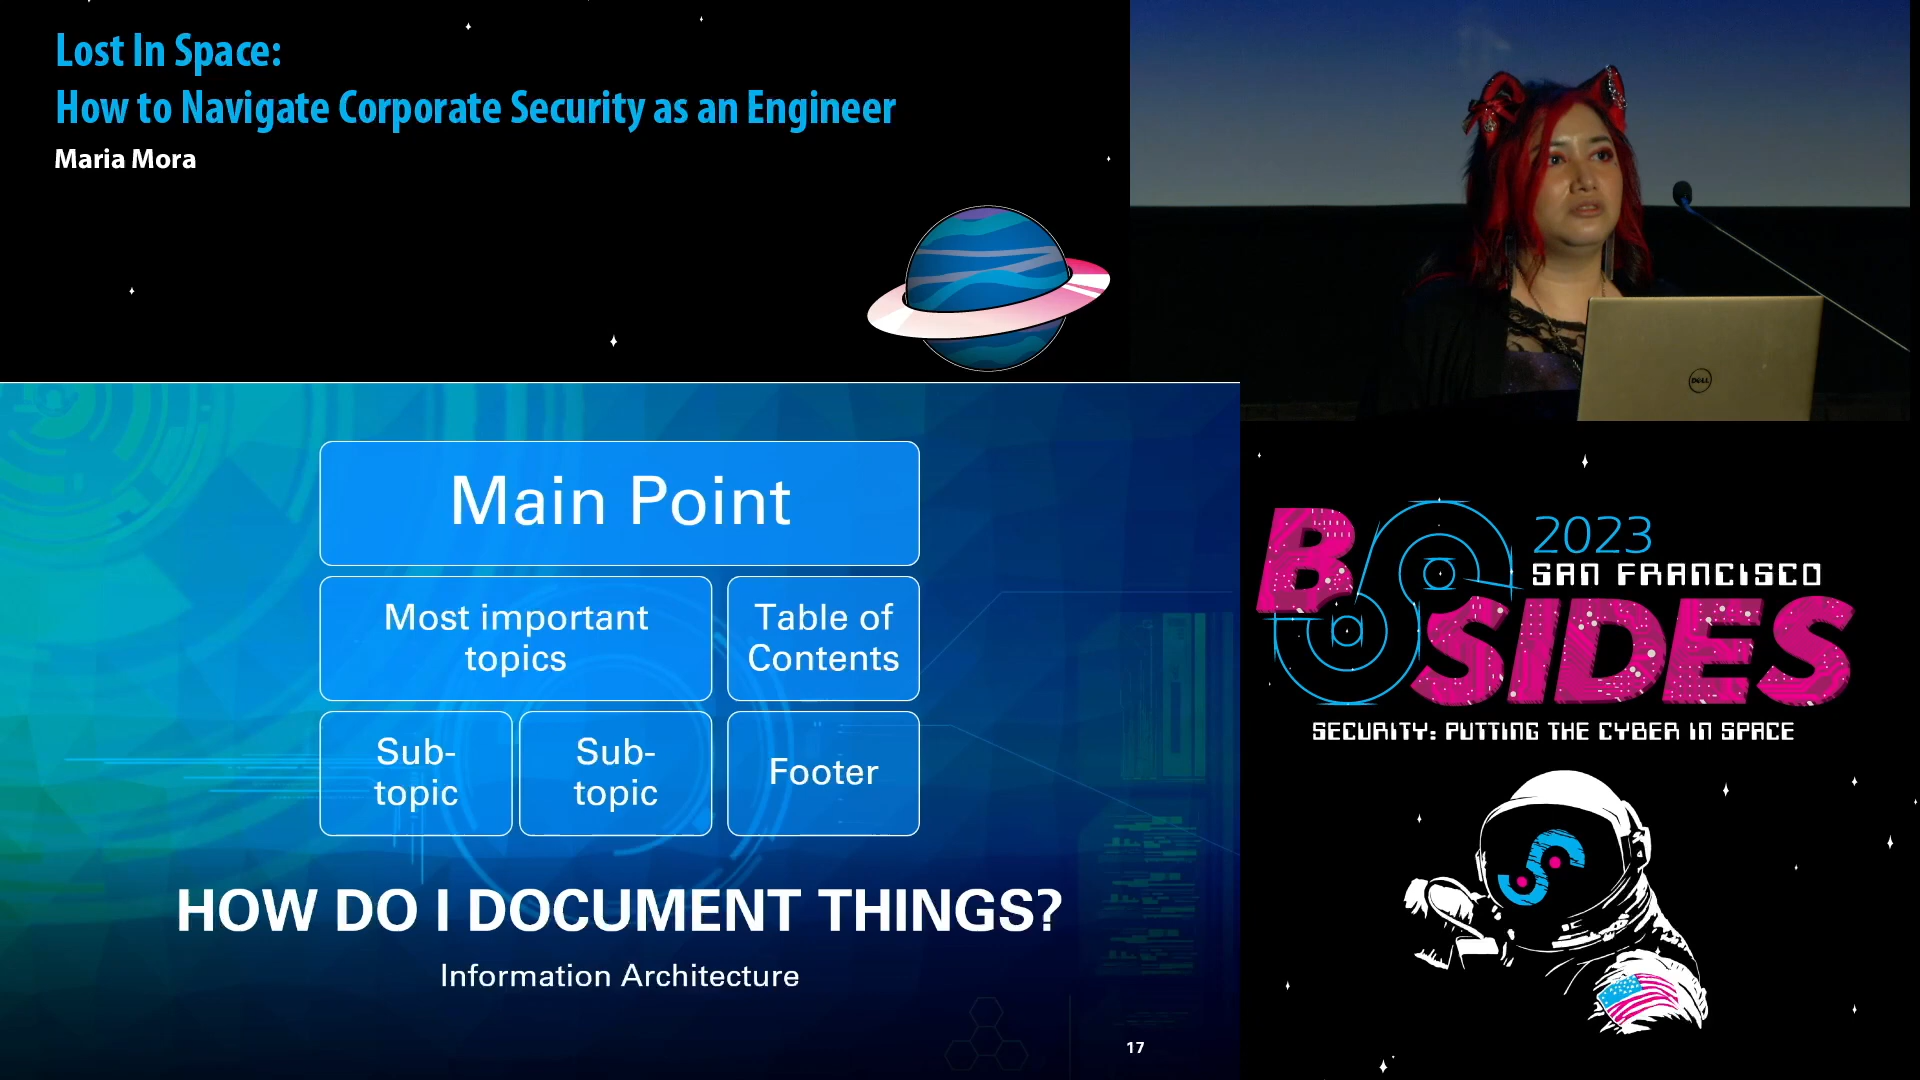 Lost In Space:
How to Navigate Corporate Security as an Engineer
Maria Mora
DELL
Main Point
Most important
topics
Table of
Contents
Sub-
topic
Sub-
topic
Footer
HOW DO I DOCUMENT THINGS?
Information Architecture
17
2023
SAN FRANCISCO
BSIDES
SECURITY: PUTTING THE CYBER IN SPACE